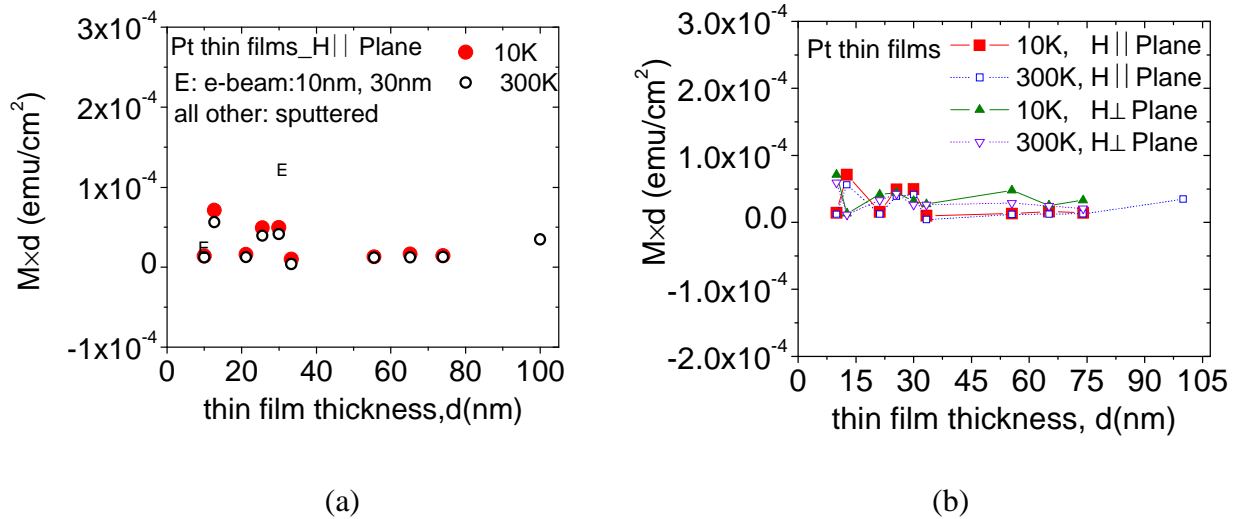 3x10⁻⁴
2x10⁻⁴
1x10⁻⁴
0
-1x10⁻⁴
M×d (emu/cm²)
Pt thin films_H|| Plane
E: e-beam:10nm, 30nm
all other: sputtered
10K
300K
E
E
0 20 40 60 80 100
thin film thickness,d(nm)
(a)
3.0x10⁻⁴
2.0x10⁻⁴
1.0x10⁻⁴
0.0
-1.0x10⁻⁴
-2.0x10⁻⁴
M×d (emu/cm²)
Pt thin films
10K, H || Plane
300K, H || Plane
10K, H⊥ Plane
300K, H⊥ Plane
0 15 30 45 60 75 90 105
thin film thickness, d(nm)
(b)